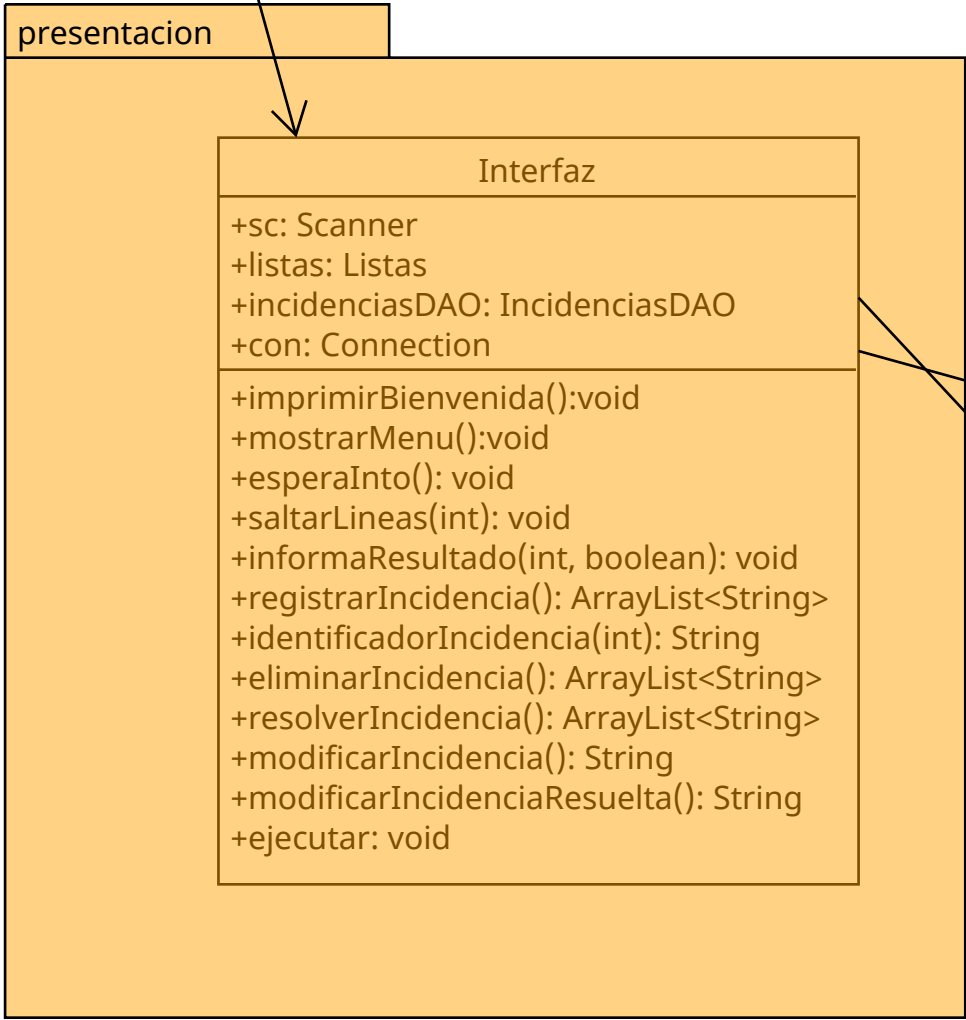 presentacion
Interfaz
+sc: Scanner
+listas: Listas
+incidenciasDAO: IncidenciasDAO
+con: Connection
+imprimirBienvenida():void
+mostrarMenu():void
+esperaInto(): void
+saltarLineas(int): void
+informaResultado(int, boolean): void
+registrarIncidencia(): ArrayList<String>
+identificadorIncidencia(int): String
+eliminarIncidencia(): ArrayList<String>
+resolverIncidencia(): ArrayList<String>
+modificarIncidencia(): String
+modificarIncidenciaResuelta(): String
+ejecutar: void